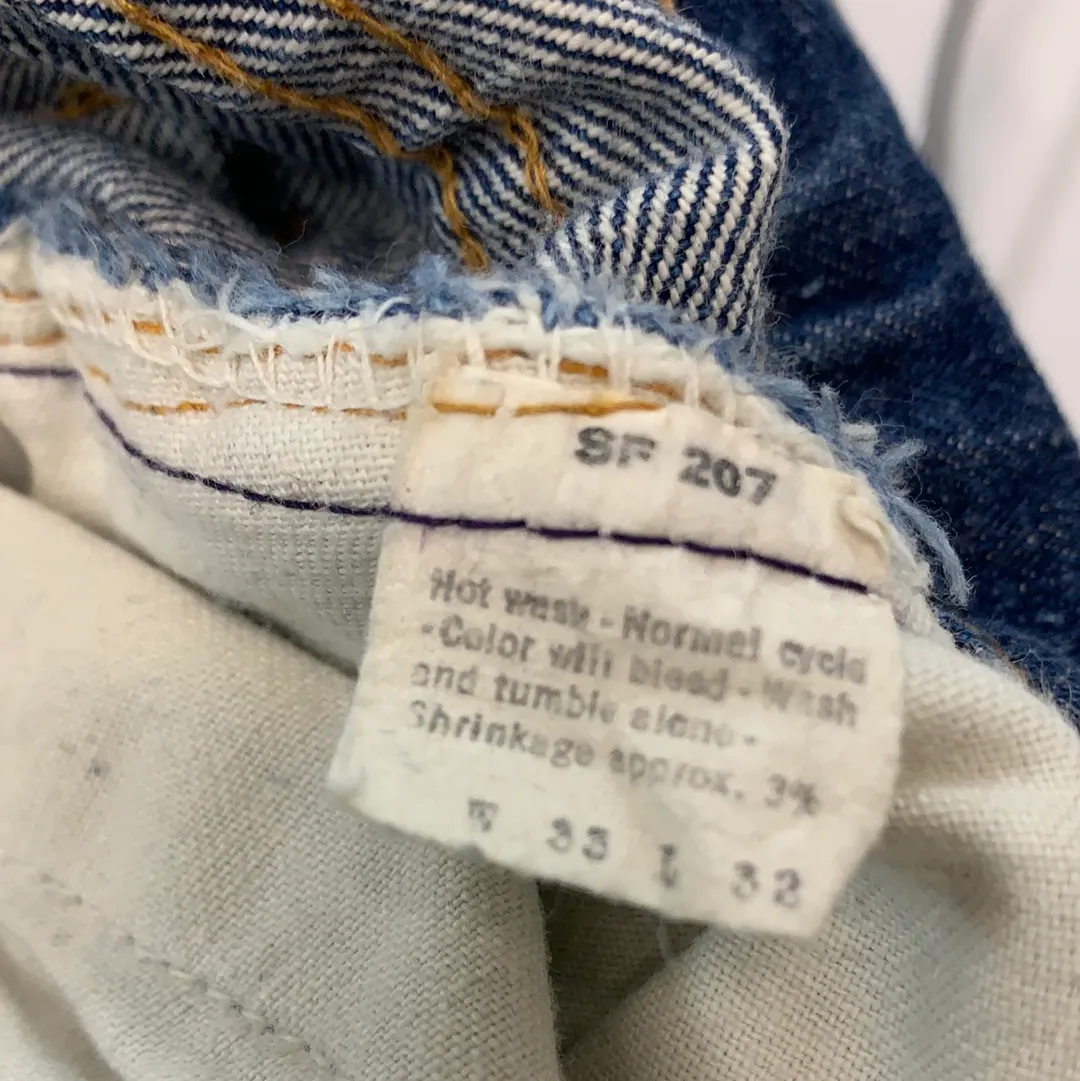 SF 207
Hot wash - Normal cycle
- Color will bleed - Wash
and tumble alone -
Shrinkage approx. 3%
W 33 L 32